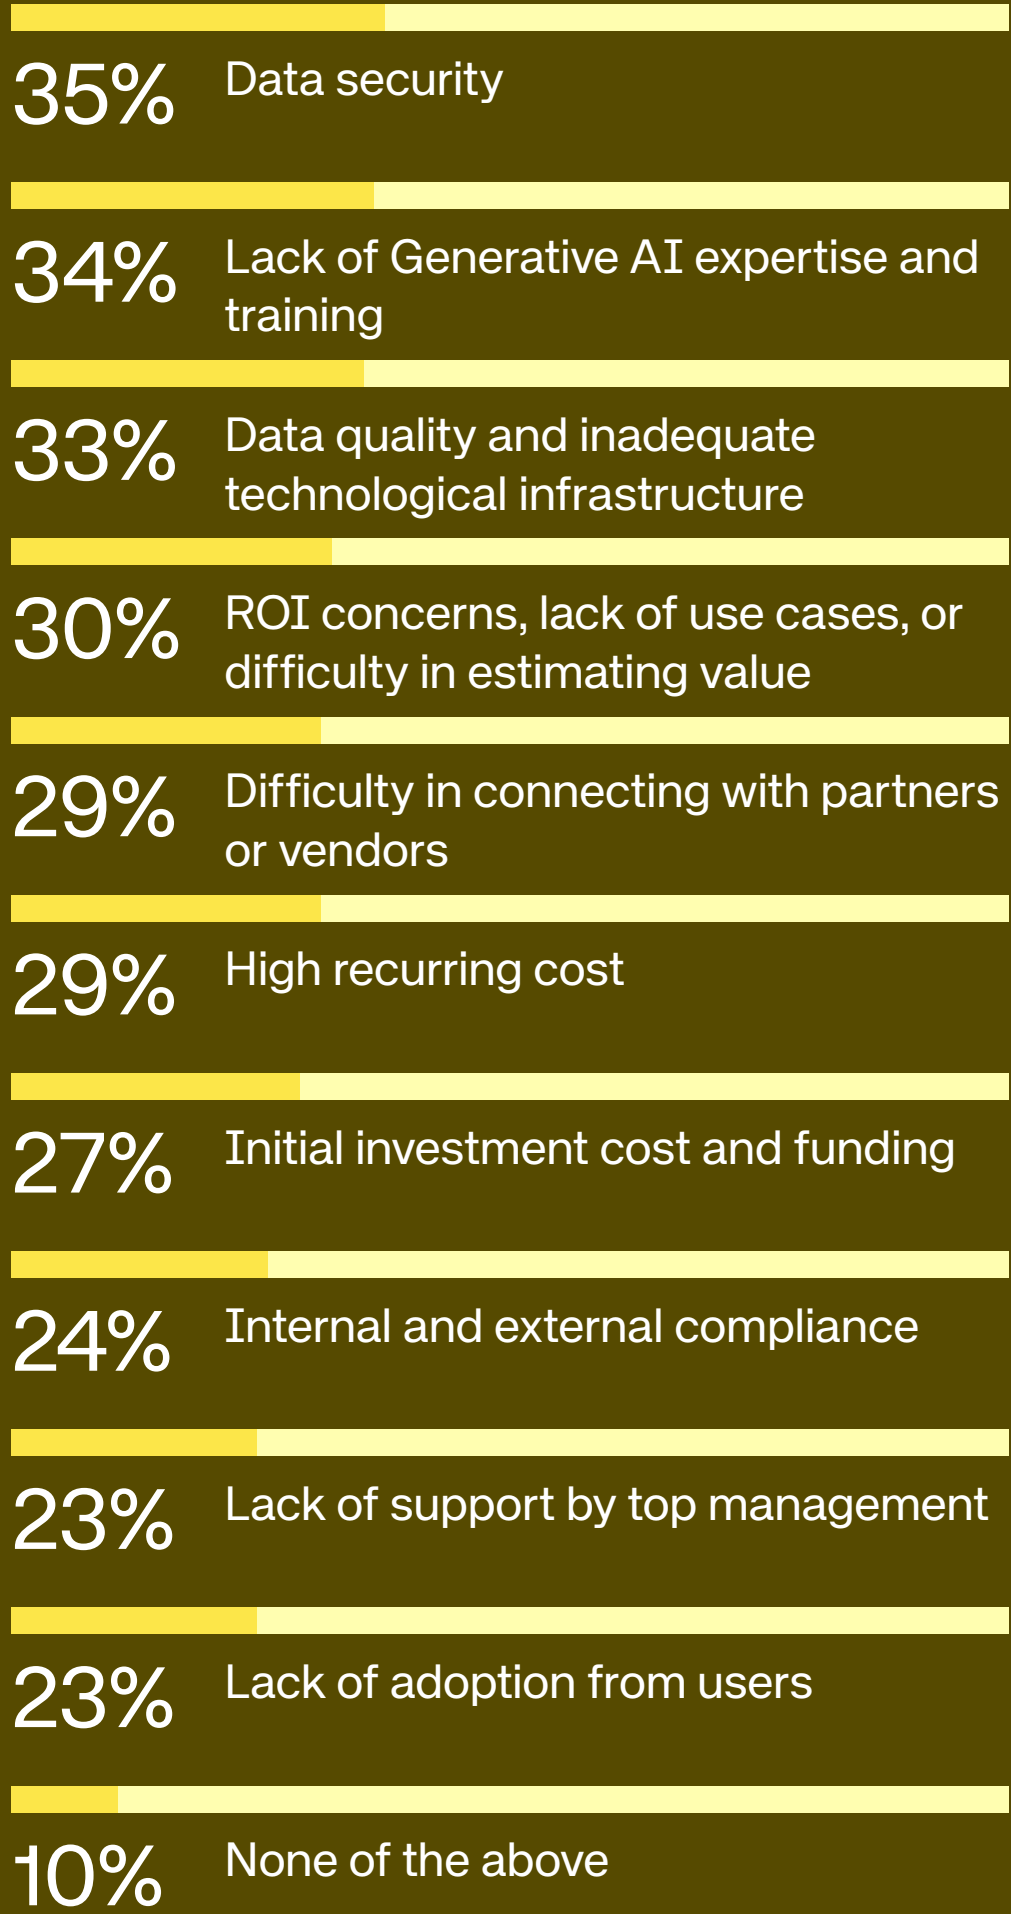 35% Data security
34% Lack of Generative AI expertise and
training
33% Data quality and inadequate
technological infrastructure
30% ROI concerns, lack of use cases, or
difficulty in estimating value
29% Difficulty in connecting with partners
or vendors
29% High recurring cost
27% Initial investment cost and funding
24% Internal and external compliance
23% Lack of support by top management
23% Lack of adoption from users
10% None of the above